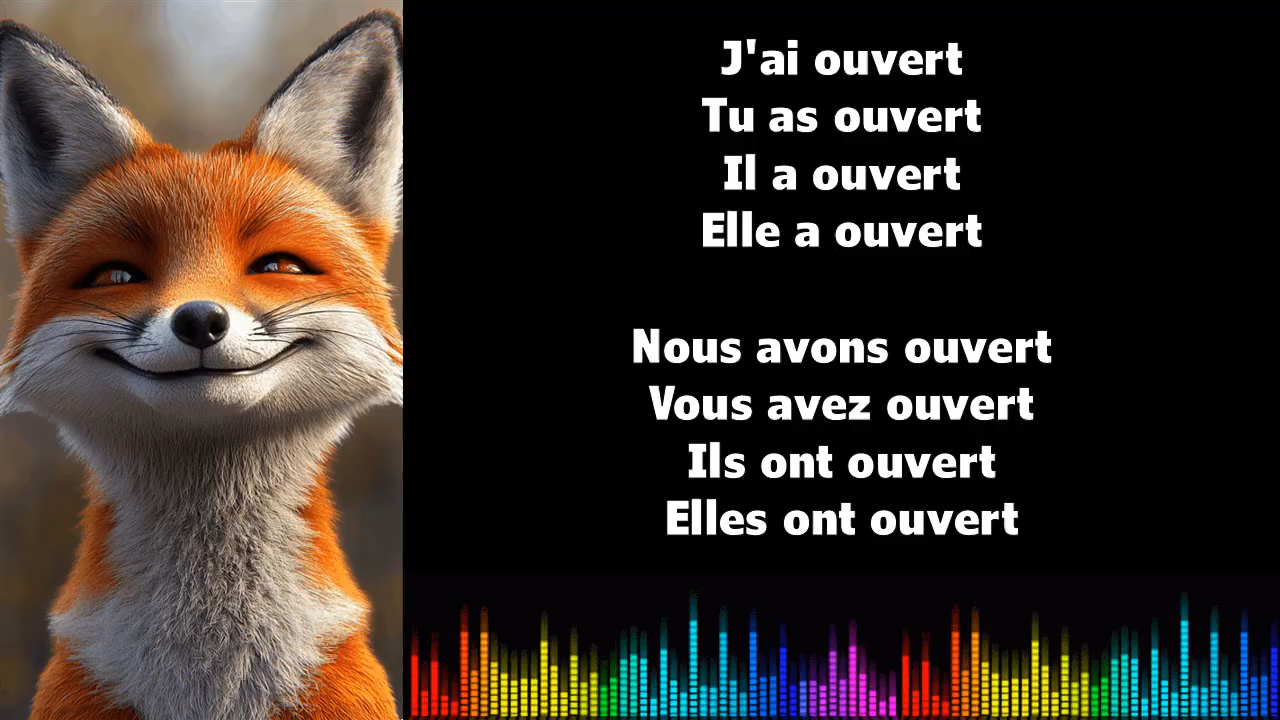 J'ai ouvert
Tu as ouvert
Il a ouvert
Elle a ouvert
Nous avons ouvert
Vous avez ouvert
Ils ont ouvert
Elles ont ouvert